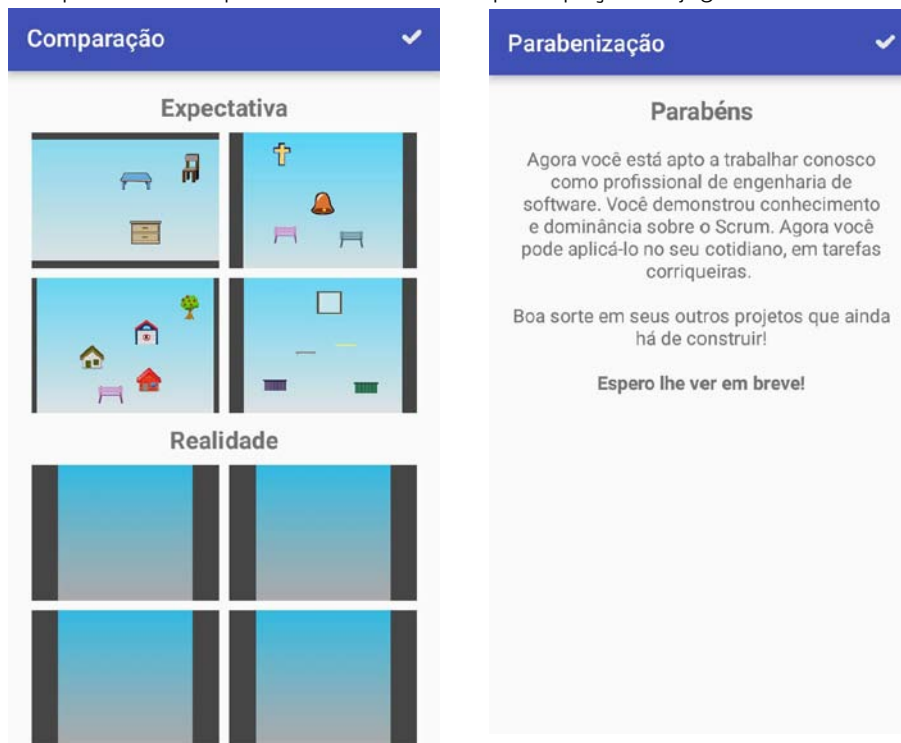 Comparação
Expectativa
Realidade
Parabenização
Parabéns
Agora você está apto a trabalhar conosco
como profissional de engenharia de
software. Você demonstrou conhecimento
e dominância sobre o Scrum. Agora você
pode aplicá-lo no seu cotidiano, em tarefas
corriqueiras.
Boa sorte em seus outros projetos que ainda
há de construir!
Espero lhe ver em breve!